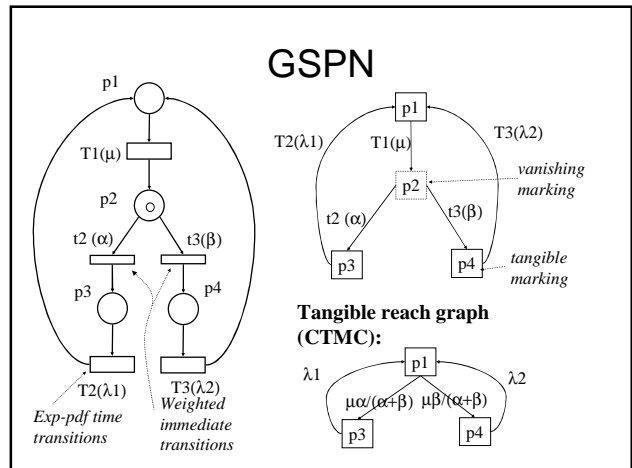 GSPN
p1
T1(μ)
p2
t2 (α)
t3(β)
p3
p4
T2(λ1)
T3(λ2)
Exp-pdf time
transitions
Weighted
immediate
transitions
p1
T2(λ1)
T1(μ)
T3(λ2)
p2
vanishing
marking
t2 (α)
t3(β)
p3
p4
tangible
marking
Tangible reach graph
(CTMC):
p1
λ1
λ2
μα/(α+β)
μβ/(α+β)
p3
p4